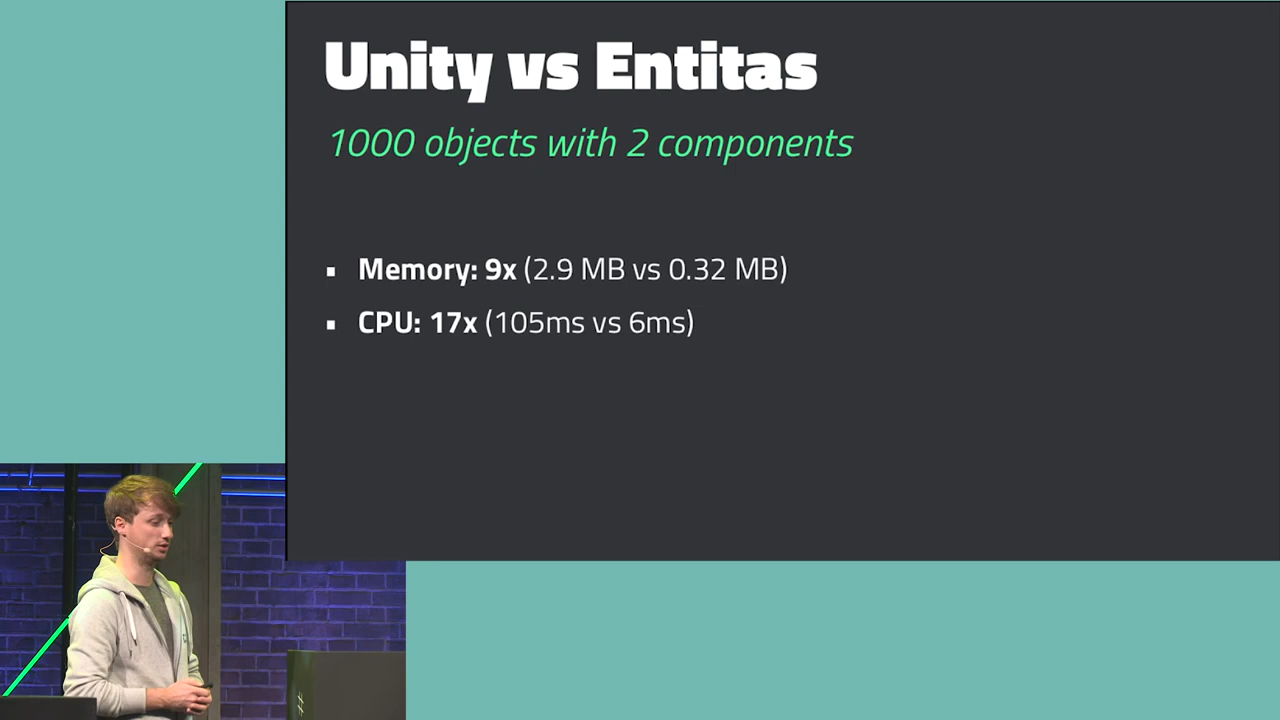 Unity vs Entitas
1000 objects with 2 components
▪ Memory: 9x (2.9 MB vs 0.32 MB)
▪ CPU: 17x (105ms vs 6ms)